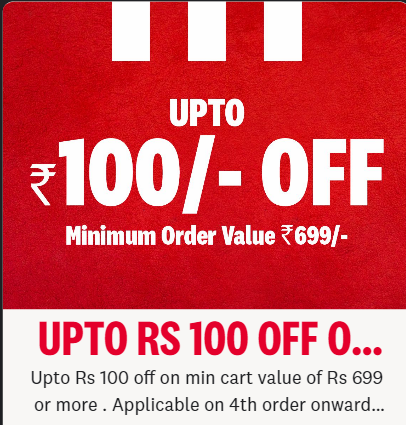 UPTO
₹100/- OFF
Minimum Order Value ₹699/-
UPTO RS 100 OFF O...
Upto Rs 100 off on min cart value of Rs 699
or more . Applicable on 4th order onward...